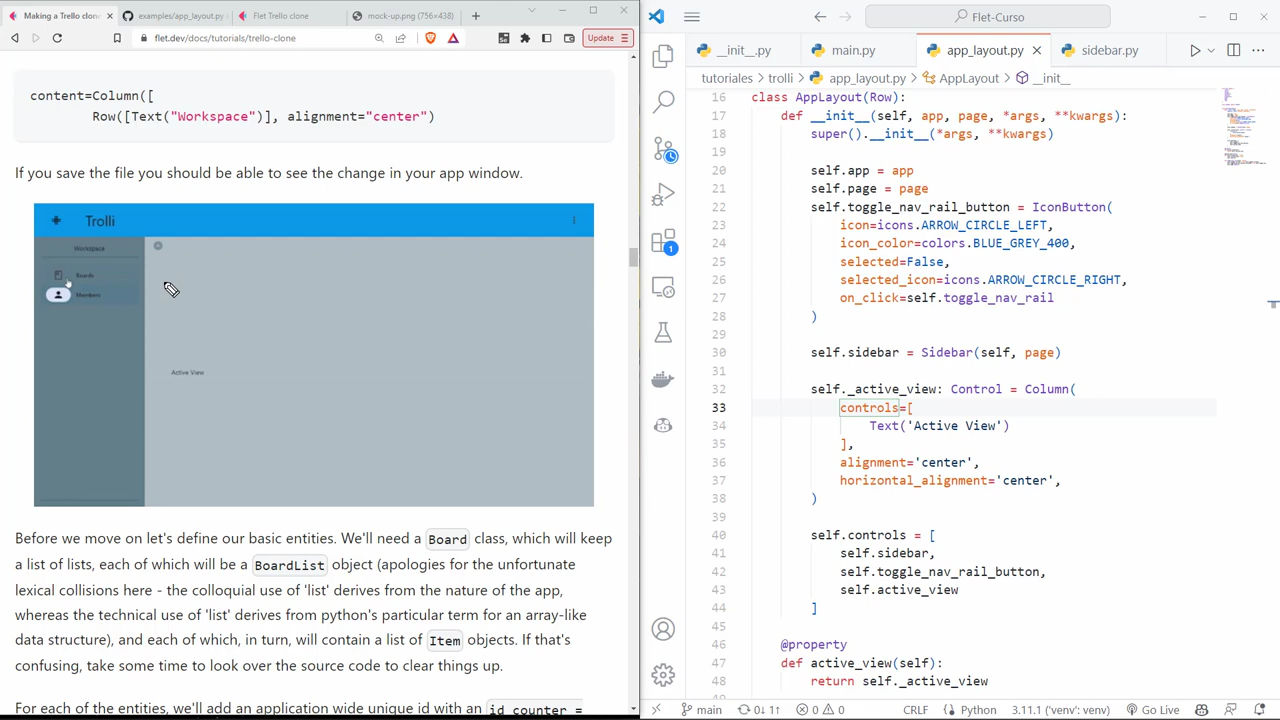 Making a Trello clon
examples/app_layout.py
Flet Trello clone
mock-up.png (756×438)
flet.dev/docs/tutorials/trello-clone
Update
content=Column([
Row([Text("Workspace")], alignment="center")
If you save the file you should be able to see the change in your app window.
Trolli
Workspace
Boards
Members
Active View
Before we move on let's define our basic entities. We'll need a Board class, which will keep
list of lists, each of which will be a BoardList object (apologies for the unfortunate
exical collisions here - the colloquial use of 'list' derives from the nature of the app,
whereas the technical use of 'list' derives from python's particular term for an array-like
data structure), and each of which, in turn, will contain a list of Item objects. If that's
confusing, take some time to look over the source code to clear things up.
For each of the entities, we'll add an application wide unique id with an id_counter =
Flet-Curso
__init__.py
main.py
app_layout.py
sidebar.py
tutoriales > trolli > app_layout.py > AppLayout > __init__
16 class AppLayout(Row):
17 def __init__(self, app, page, *args, **kwargs):
18 super().__init__(*args, **kwargs)
19
20 self.app = app
21 self.page = page
22 self.toggle_nav_rail_button = IconButton(
23 icon=icons.ARROW_CIRCLE_LEFT,
24 icon_color=colors.BLUE_GREY_400,
25 selected=False,
26 selected_icon=icons.ARROW_CIRCLE_RIGHT,
27 on_click=self.toggle_nav_rail
28 )
29
30 self.sidebar = Sidebar(self, page)
31
32 self._active_view: Control = Column(
33 controls=[
34 Text('Active View')
35 ],
36 alignment='center',
37 horizontal_alignment='center',
38 )
39
40 self.controls = [
41 self.sidebar,
42 self.toggle_nav_rail_button,
43 self.active_view
44 ]
45
46 @property
47 def active_view(self):
48 return self._active_view
1
main
0↓ 1↑
0
0
CRLF
Python
3.11.1 ('venv': venv)
Go Live